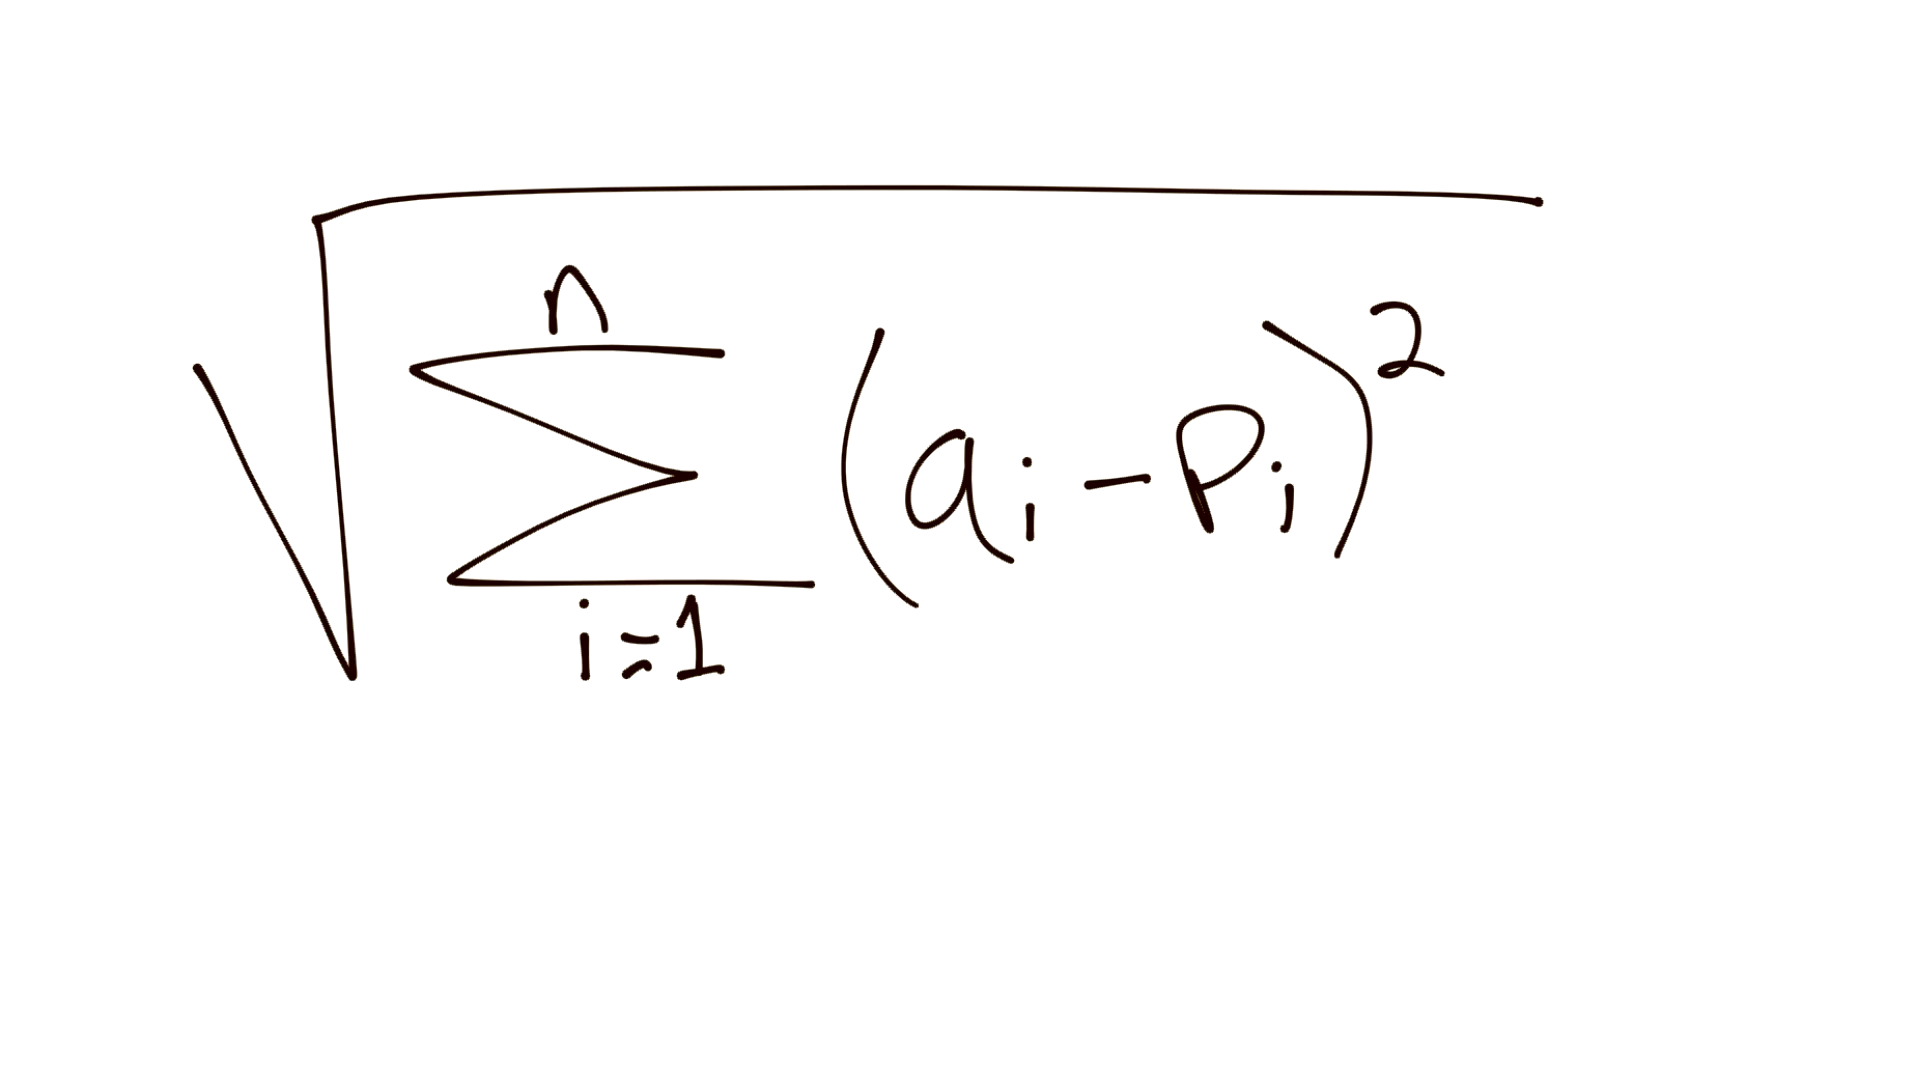 √(∑_{i=1}^{n} (a_i - p_i)^2)